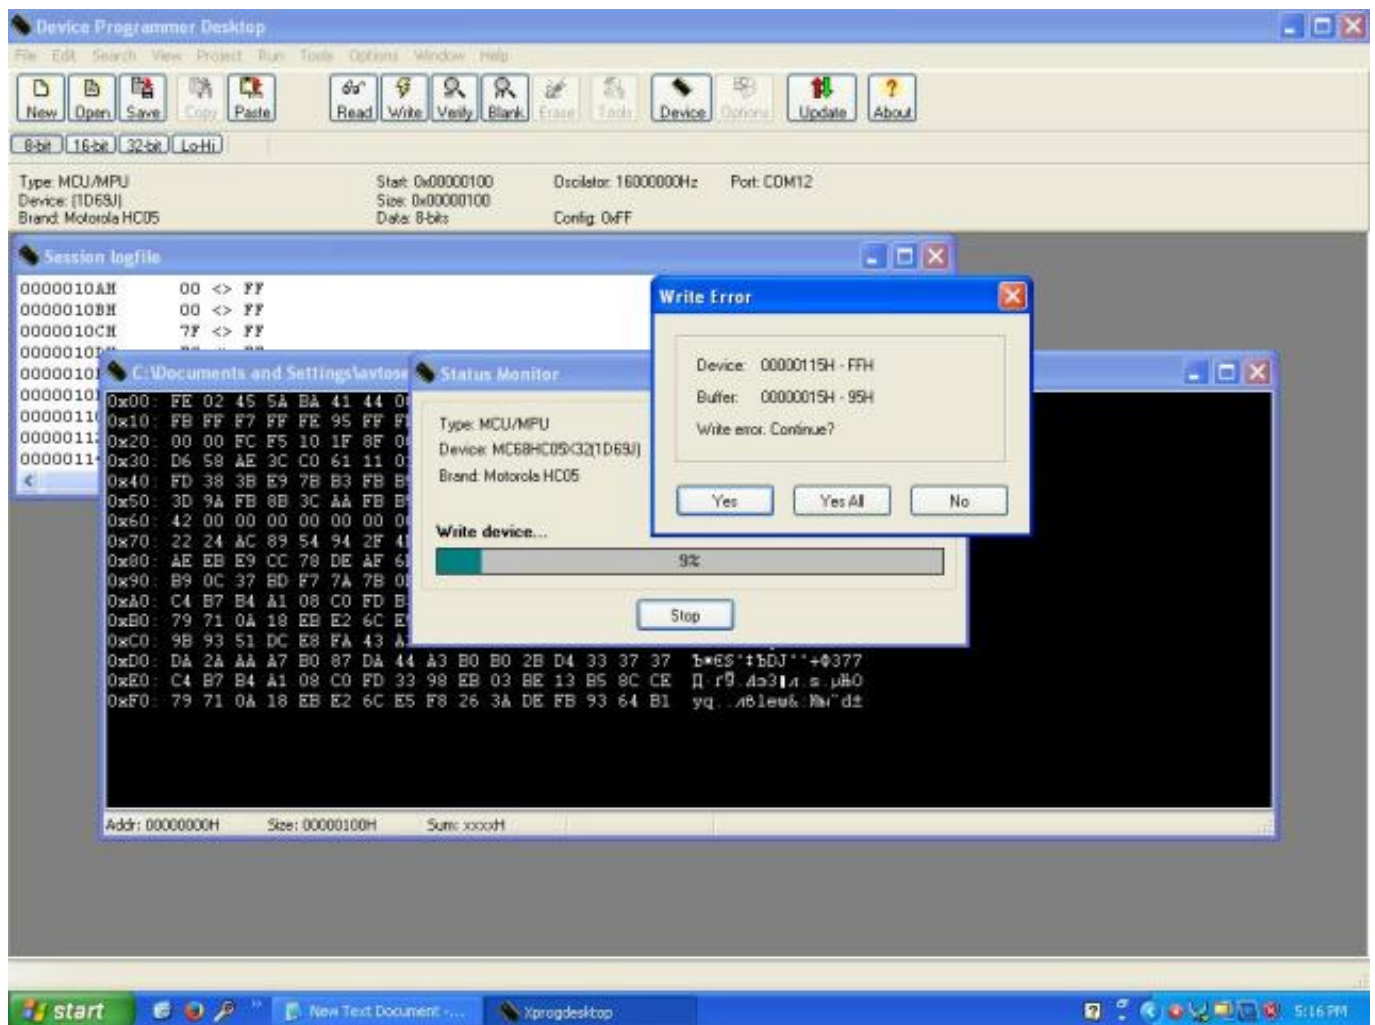 Device Programmer Desktop
File Edit Search View Project Run Tools Options Window Help
New Open Save Copy Paste Read Write Verify Blank Erase Tools Device Options Update About
8-bit 16-bit 32-bit Lo-Hi
Type: MCU/MPU Start: 0x00000100 Oscilator: 16000000Hz Port: COM12
Device: (1D69J) Size: 0x00000100
Brand: Motorola HC05 Data: 8-bits Config: 0xFF
Session logfile
0000010AH 00 <> FF
0000010BH 00 <> FF
0000010CH 7F <> FF
Write Error
Device: 00000115H - FFH
Buffer: 00000015H - 95H
Write error. Continue?
Yes Yes All No
C:\Documents and Settings\avtose
Status Monitor
Type: MCU/MPU
Device: MC68HC05X32(1D69J)
Brand: Motorola HC05
Write device...
9%
Stop
0x00: FE 02 45 5A BA 41 44
0x10: FB FF F7 FF FE 95 FF
0x20: 00 00 FC F5 10 1F 8F
0x30: D6 58 AE 3C C0 61 11
0x40: FD 38 3B E9 7B B3 FB
0x50: 3D 9A FB 8B 3C AA FB
0x60: 42 00 00 00 00 00 00
0x70: 22 24 AC 89 54 94 2F
0x80: AE EB E9 CC 78 DE AF
0x90: B9 0C 37 BD F7 7A 7B
0xA0: C4 B7 B4 A1 08 C0 FD
0xB0: 79 71 0A 18 EB E2 6C
0xC0: 9B 93 51 DC E8 FA 43
0xD0: DA 2A AA A7 B0 87 DA 44 A3 B0 B0 2B D4 33 37 37
0xE0: C4 B7 B4 A1 08 C0 FD 33 98 EB 03 BE 13 B5 8C CE
0xF0: 79 71 0A 18 EB E2 6C E5 F8 26 3A DE FB 93 64 B1
Addr: 00000000H Size: 00000100H Sum: xxxxH
start New Text Document -... Xprogdesktop 5:16 PM